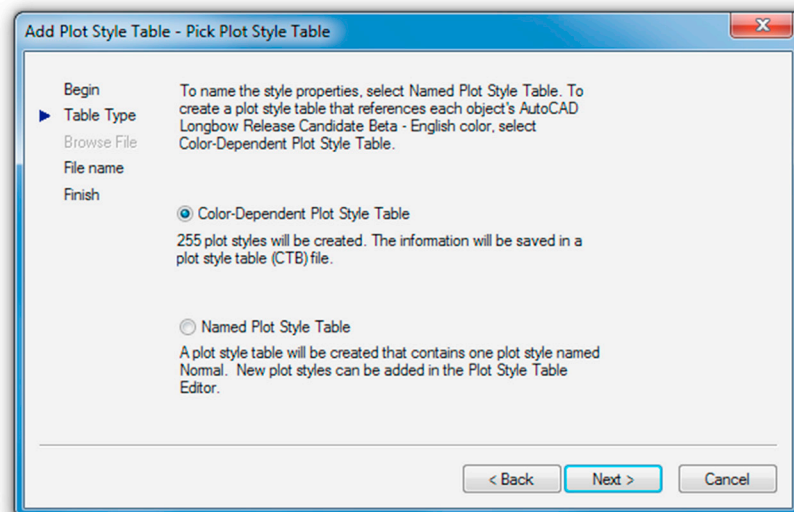 Add Plot Style Table - Pick Plot Style Table
Begin
Table Type
Browse File
File name
Finish
To name the style properties, select Named Plot Style Table. To
create a plot style table that references each object's AutoCAD
Longbow Release Candidate Beta - English color, select
Color-Dependent Plot Style Table.
Color-Dependent Plot Style Table
255 plot styles will be created. The information will be saved in a
plot style table (CTB) file.
Named Plot Style Table
A plot style table will be created that contains one plot style named
Normal.  New plot styles can be added in the Plot Style Table
Editor.
< Back
Next >
Cancel